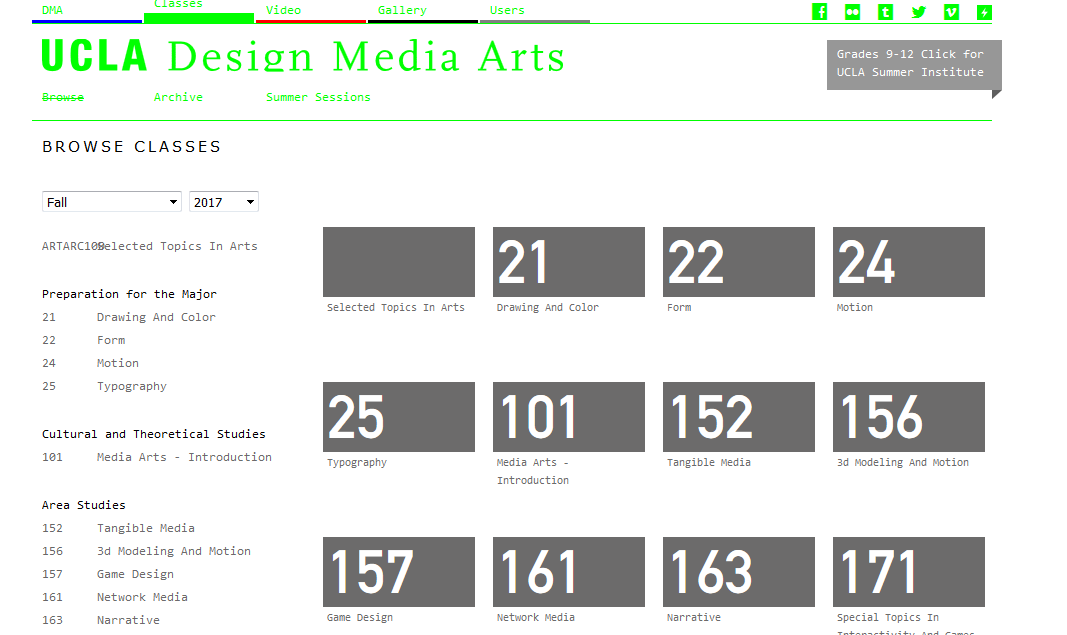 DMA
Classes
Video
Gallery
Users
UCLA Design Media Arts
Grades 9-12 Click for
UCLA Summer Institute
Browse
Archive
Summer Sessions
BROWSE CLASSES
Fall
2017
ARTARC100 Selected Topics In Arts
Preparation for the Major
21 Drawing And Color
22 Form
24 Motion
25 Typography
Cultural and Theoretical Studies
101 Media Arts - Introduction
Area Studies
152 Tangible Media
156 3d Modeling And Motion
157 Game Design
161 Network Media
163 Narrative
Selected Topics In Arts
21
Drawing And Color
22
Form
24
Motion
25
Typography
101
Media Arts -
Introduction
152
Tangible Media
156
3d Modeling And Motion
157
Game Design
161
Network Media
163
Narrative
171
Special Topics In
Interactivity And Games